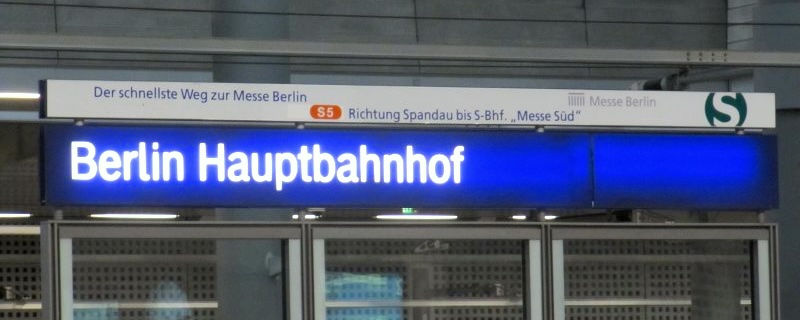 Der schnellste Weg zur Messe Berlin
Messe Berlin
S
S5 Richtung Spandau bis S-Bhf. „Messe Süd“
Berlin Hauptbahnhof